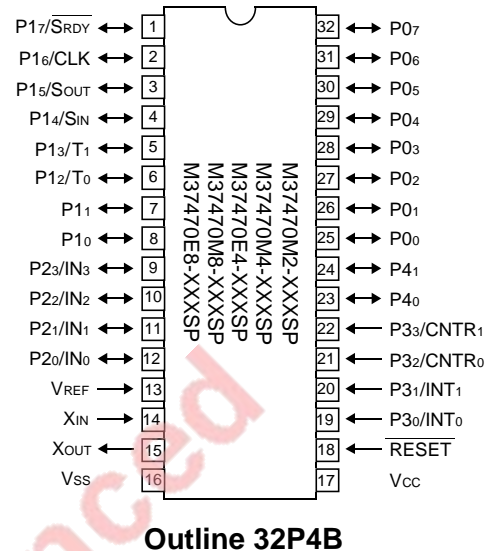 P17/SRDY 1 32 P07
P16/CLK 2 31 P06
P15/SOUT 3 30 P05
P14/SIN 4 29 P04
P13/T1 5 28 P03
P12/T0 6 27 P02
P11 7 26 P01
P10 8 25 P00
P23/IN3 9 24 P41
P22/IN2 10 23 P40
P21/IN1 11 22 P33/CNTR1
P20/IN0 12 21 P32/CNTR0
VREF 13 20 P31/INT1
XIN 14 19 P30/INT0
XOUT 15 18 RESET
VSS 16 17 VCC
M37470M2-XXXSP
M37470M4-XXXSP
M37470E4-XXXSP
M37470M8-XXXSP
M37470E8-XXXSP
Outline 32P4B
nced